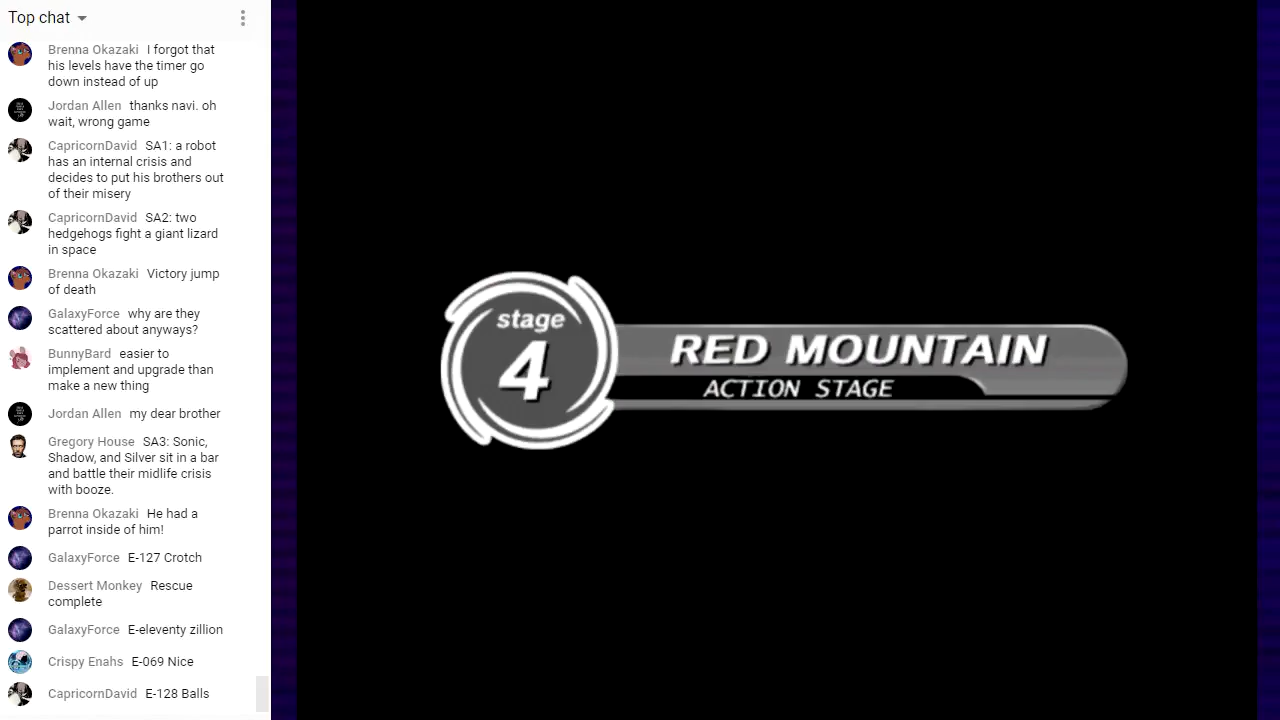 Top chat
Brenna Okazaki I forgot that
his levels have the timer go
down instead of up
Jordan Allen thanks navi. oh
wait, wrong game
CapricornDavid SA1: a robot
has an internal crisis and
decides to put his brothers out
of their misery
CapricornDavid SA2: two
hedgehogs fight a giant lizard
in space
Brenna Okazaki Victory jump
of death
GalaxyForce why are they
scattered about anyways?
BunnyBard easier to
implement and upgrade than
make a new thing
Jordan Allen my dear brother
Gregory House SA3: Sonic,
Shadow, and Silver sit in a bar
and battle their midlife crisis
with booze.
Brenna Okazaki He had a
parrot inside of him!
GalaxyForce E-127 Crotch
Dessert Monkey Rescue
complete
GalaxyForce E-eleventy zillion
Crispy Enahs E-069 Nice
CapricornDavid E-128 Balls
stage
4
RED MOUNTAIN
ACTION STAGE